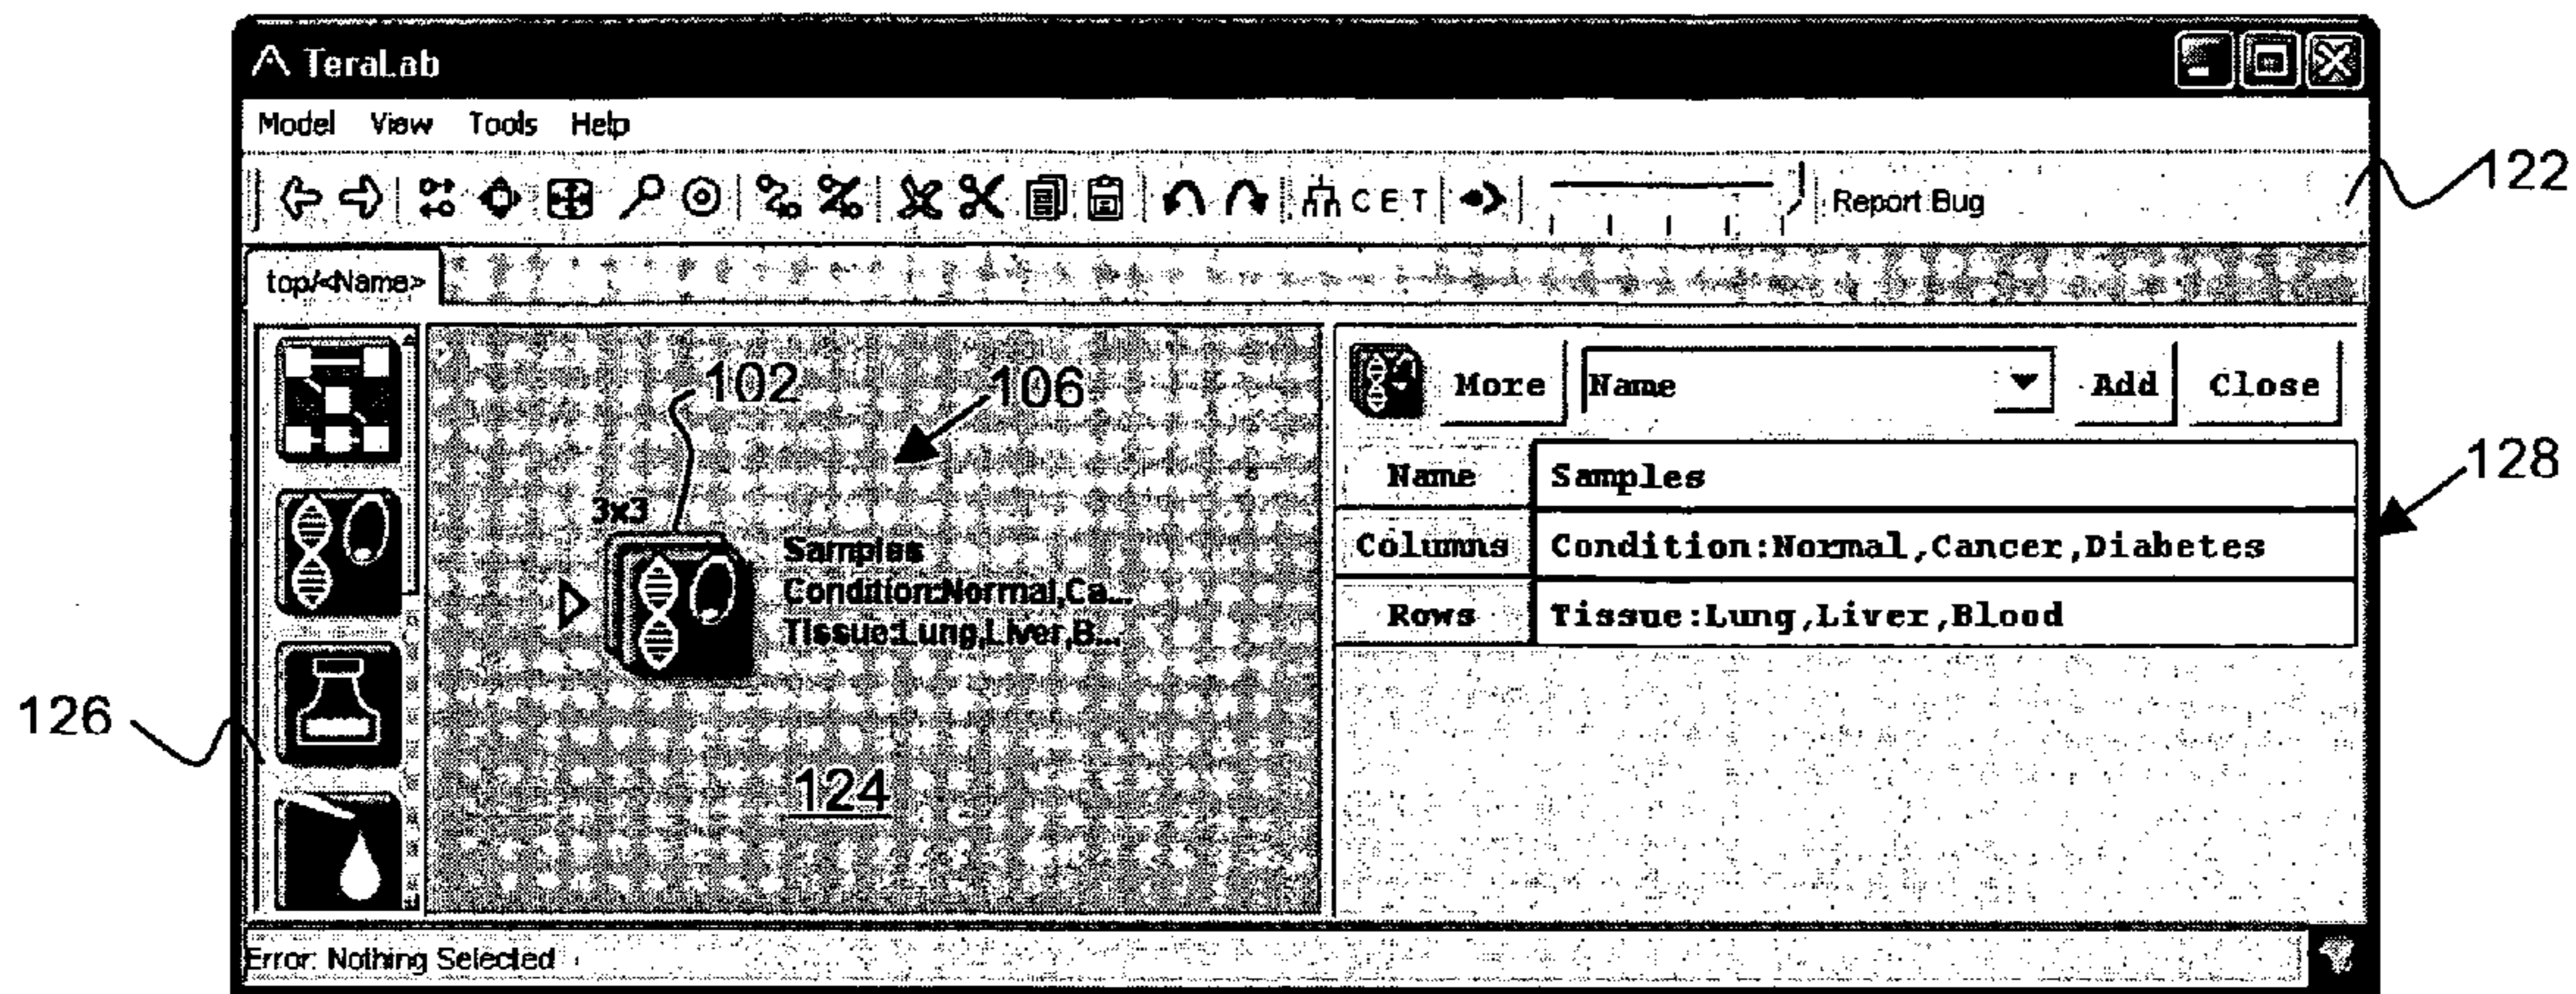 TeraLab
Model View Tools Help
C E T Report Bug
122
top/<Name>
102
106
More Name Add Close
128
Name Samples
3x3
Samples
Columns Condition:Normal,Cancer,Diabetes
Condition:Normal,Ca...
Rows Tissue:Lung,Liver,Blood
Tissue:Lung,Liver,B...
126
124
Error: Nothing Selected